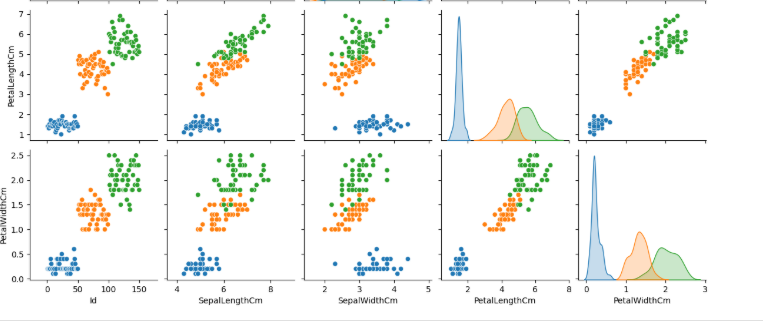 7
6
5
4
3
2
1
PetalLengthCm
2.5
2.0
1.5
1.0
0.5
0.0
PetalWidthCm
0 50 100 150
4 6 8
2 3 4 5
2 4 6 8
0 1 2 3
Id
SepalLengthCm
SepalWidthCm
PetalLengthCm
PetalWidthCm